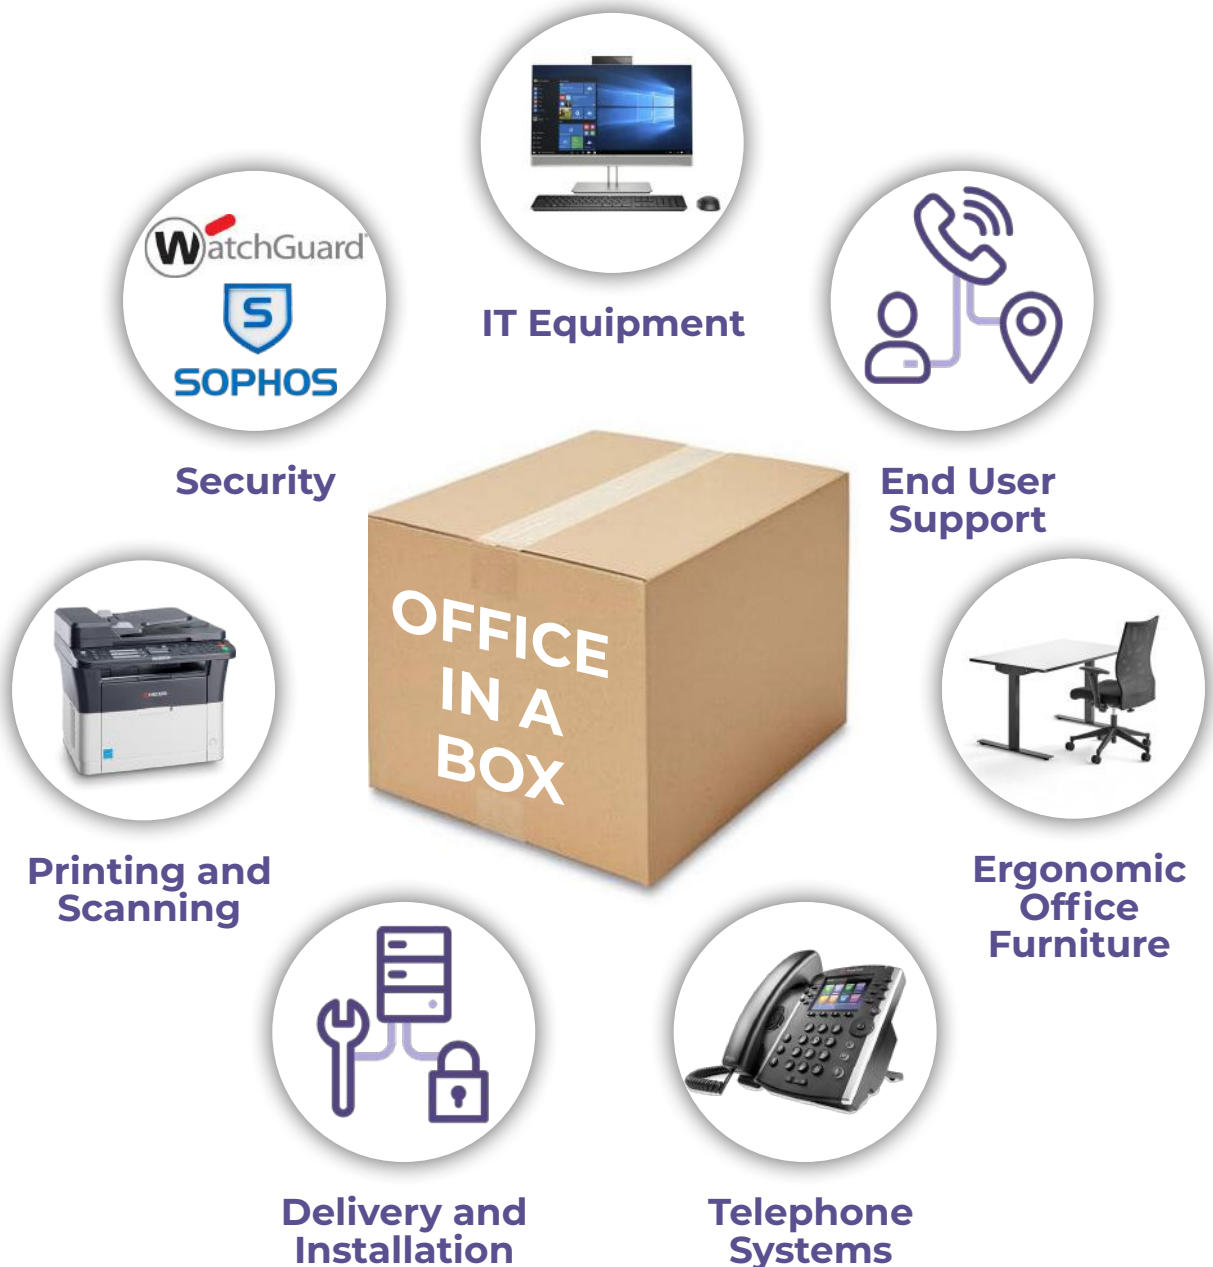 IT Equipment
WatchGuard
S
SOPHOS
Security
End User
Support
OFFICE
IN A
BOX
Printing and
Scanning
Ergonomic
Office
Furniture
Delivery and
Installation
Telephone
Systems